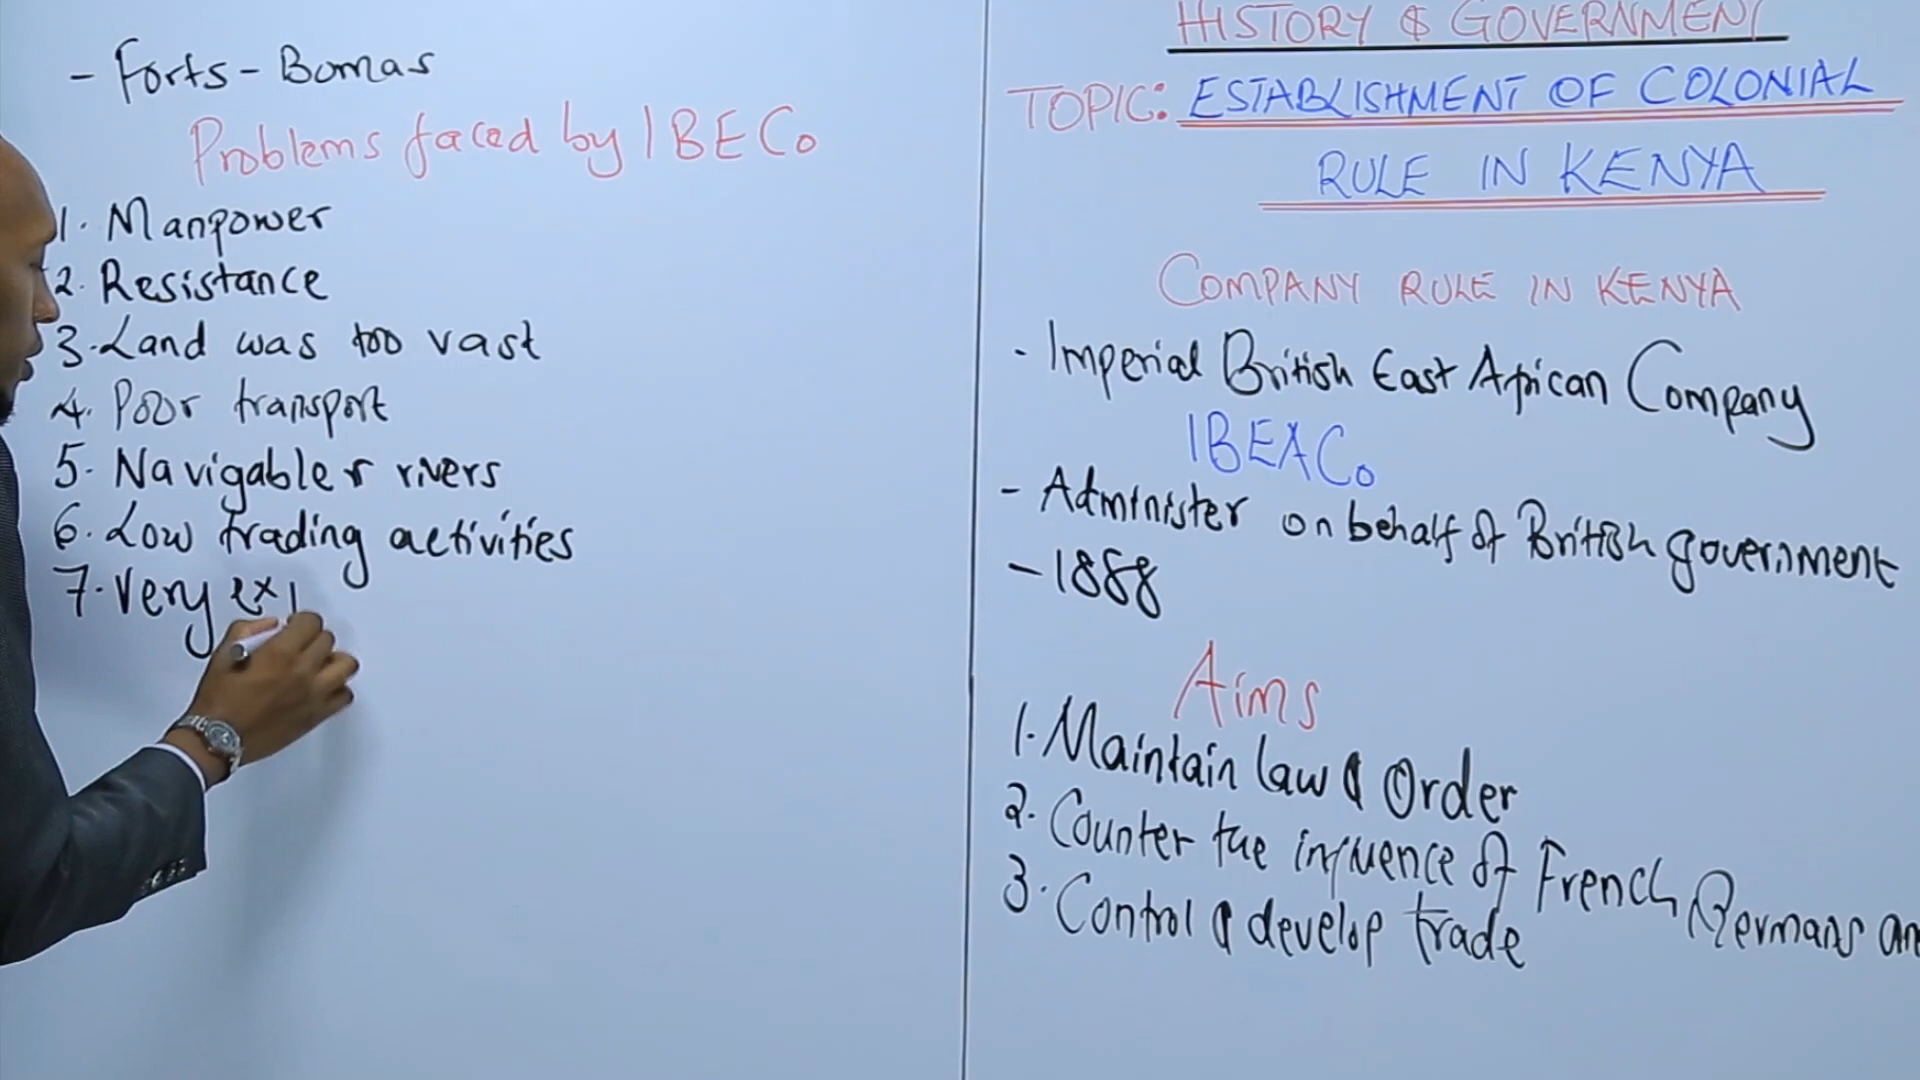 - Forts - Bomas
Problems faced by IBECo
1. Manpower
2. Resistance
3. Land was too vast
4. Poor transport
5. Navigable r rivers
6. Low trading activities
7. Very exp
HISTORY & GOVERNMENT
TOPIC: ESTABLISHMENT OF COLONIAL
RULE IN KENYA
COMPANY RULE IN KENYA
- Imperial British East African Company
IBEACo
- Administer on behalf of British government
- 1888
Aims
1. Maintain law & Order
2. Counter the influence of French Germans an
3. Control & develop trade